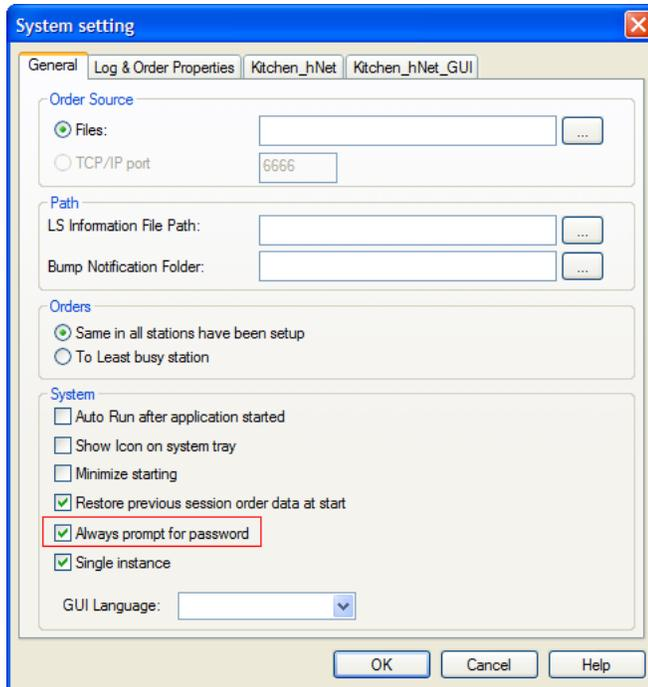 System setting
General Log & Order Properties Kitchen_hNet Kitchen_hNet_GUI
Order Source
Files: ...
TCP/IP port 6666
Path
LS Information File Path: ...
Bump Notification Folder: ...
Orders
Same in all stations have been setup
To Least busy station
System
Auto Run after application started
Show Icon on system tray
Minimize starting
Restore previous session order data at start
Always prompt for password
Single instance
GUI Language:
OK Cancel Help